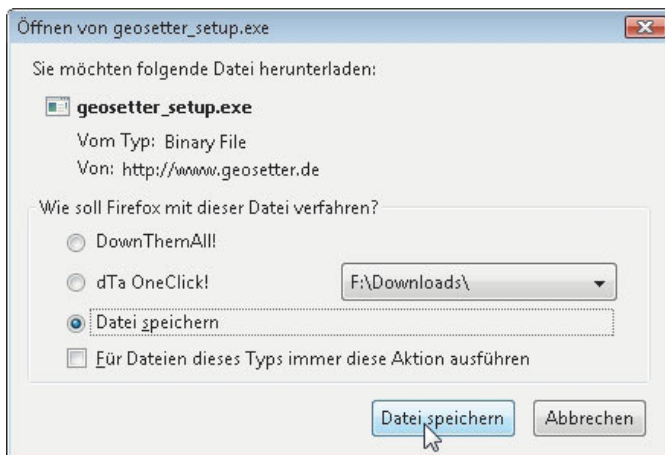 Öffnen von geosetter_setup.exe
Sie möchten folgende Datei herunterladen:
geosetter_setup.exe
Vom Typ: Binary File
Von: http://www.geosetter.de
Wie soll Firefox mit dieser Datei verfahren?
DownThemAll!
dTa OneClick! F:\Downloads\
Datei speichern
Für Dateien dieses Typs immer diese Aktion ausführen
Datei speichern Abbrechen